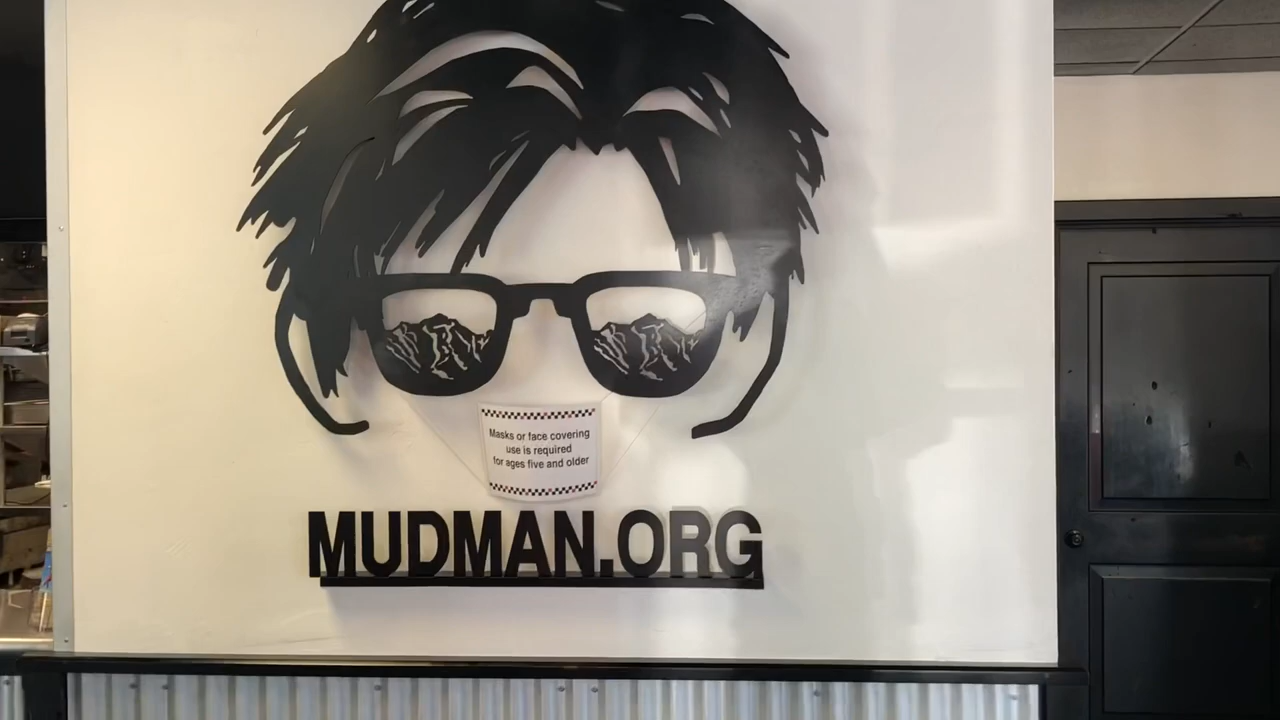 Masks or face covering
use is required
for ages five and older
MUDMAN.ORG